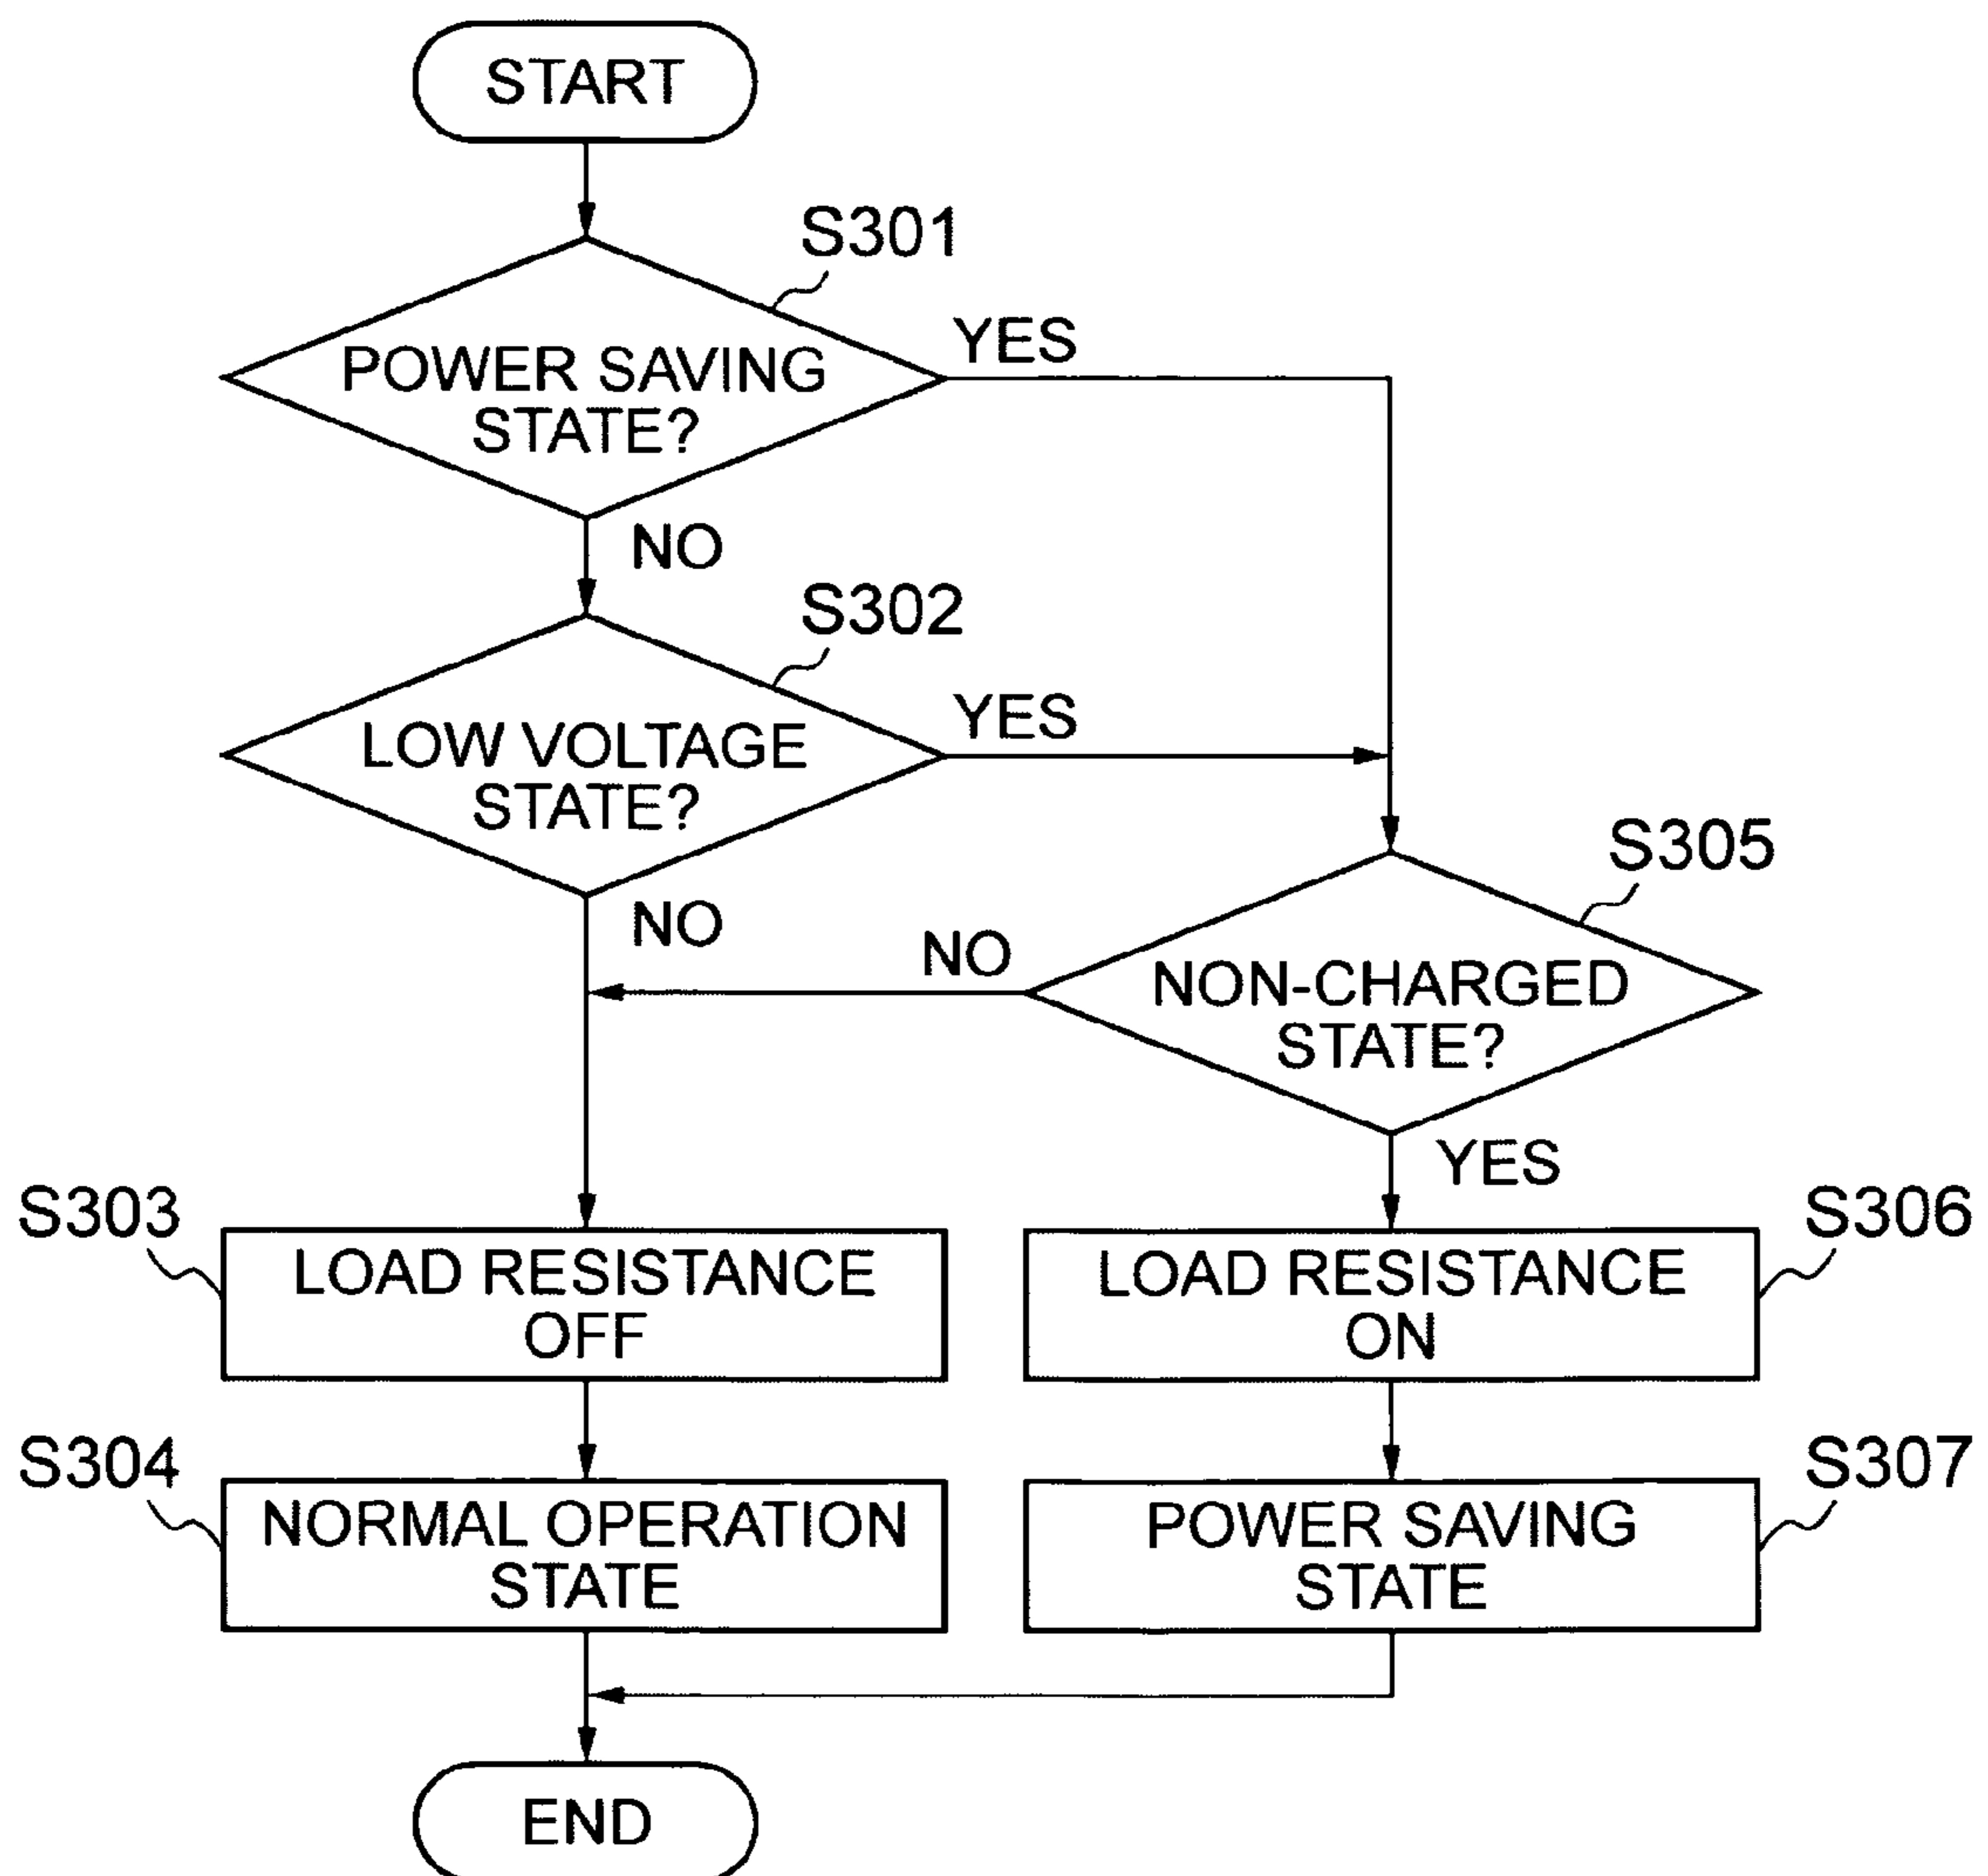 START
S301
YES
POWER SAVING
STATE?
NO
S302
YES
LOW VOLTAGE
STATE?
NO
S305
NO
NON-CHARGED
STATE?
YES
S303
LOAD RESISTANCE
OFF
S306
LOAD RESISTANCE
ON
S304
NORMAL OPERATION
STATE
S307
POWER SAVING
STATE
END